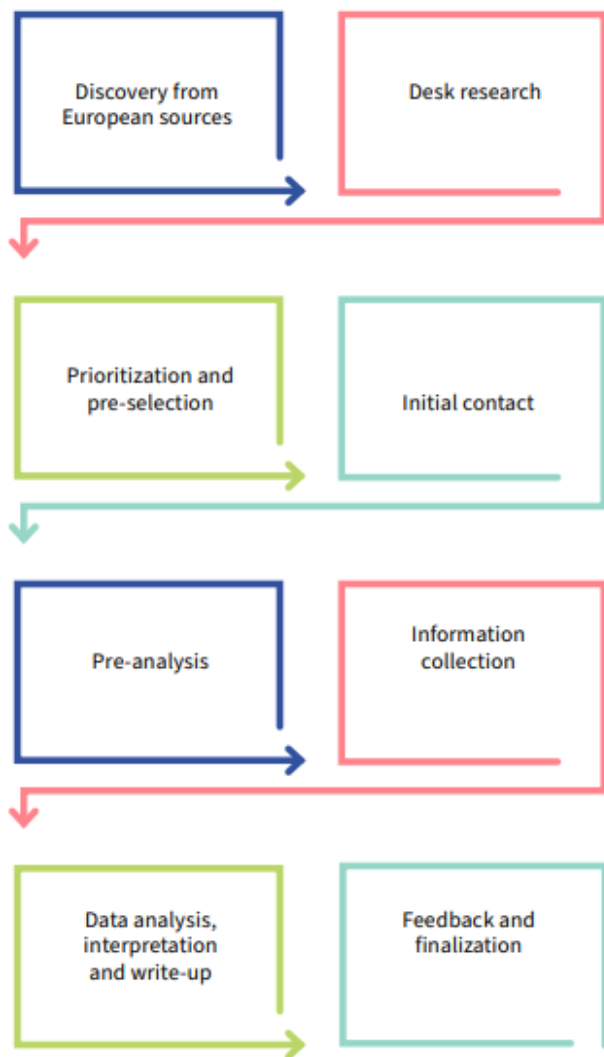 Discovery from
European sources
Desk research
Prioritization and
pre-selection
Initial contact
Pre-analysis
Information
collection
Data analysis,
interpretation
and write-up
Feedback and
finalization